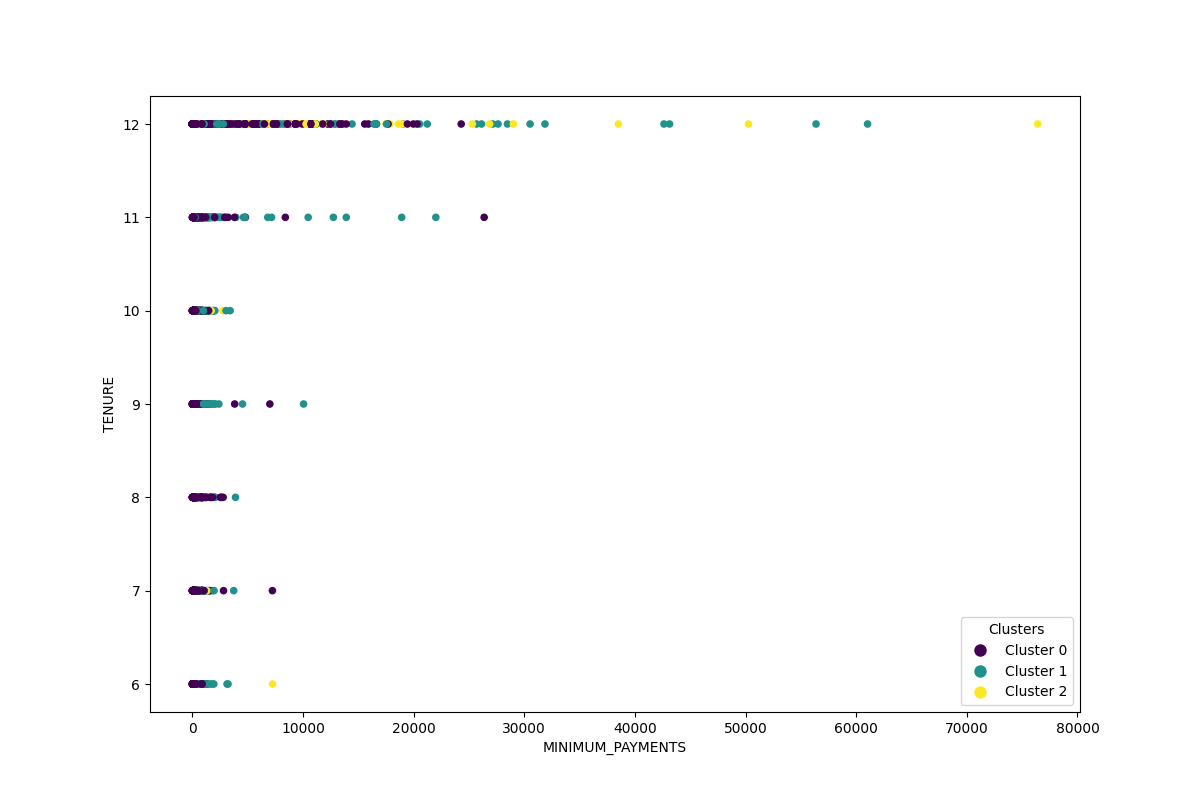 12
11
10
9
8
7
6
TENURE
0 10000 20000 30000 40000 50000 60000 70000 80000
MINIMUM_PAYMENTS
Clusters
Cluster 0
Cluster 1
Cluster 2